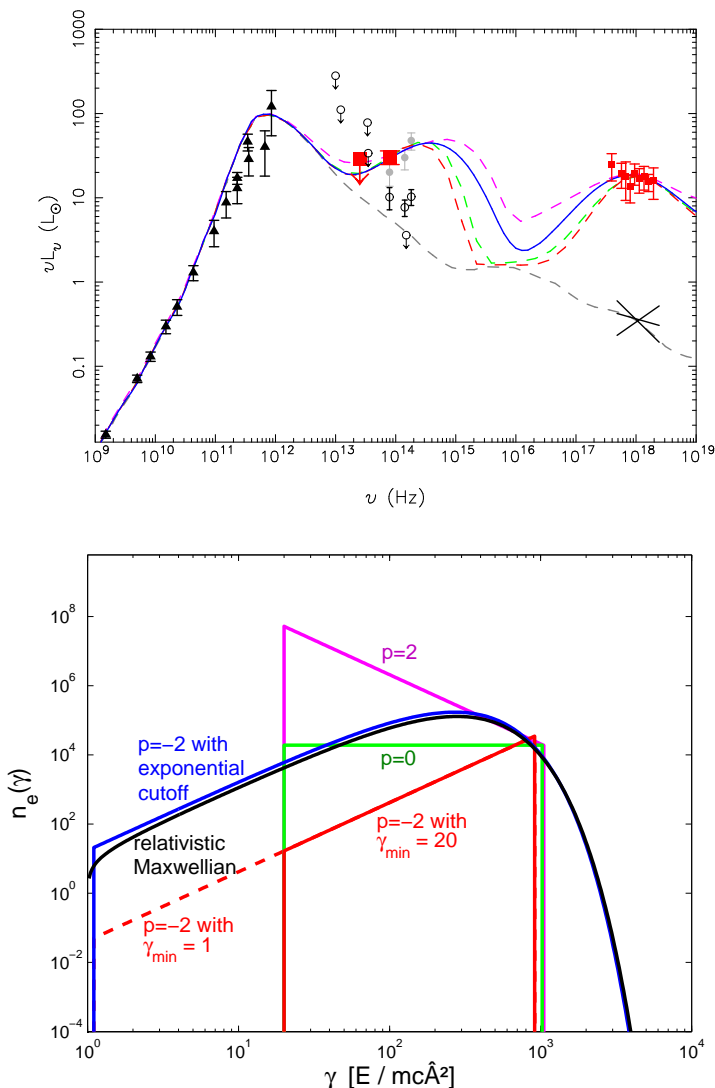 100
10
1
0.1
νL_ν (L_⊙)
10^9 10^10 10^11 10^12 10^13 10^14 10^15 10^16 10^17 10^18 10^19
ν (Hz)
10^8
10^6
10^4
10^2
10^0
10^-2
10^-4
n_e(γ)
p=2
p=0
p=-2 with
exponential
cutoff
relativistic
Maxwellian
p=-2 with
γ_min = 20
p=-2 with
γ_min = 1
10^0 10^1 10^2 10^3 10^4
γ [E / mcÂ²]